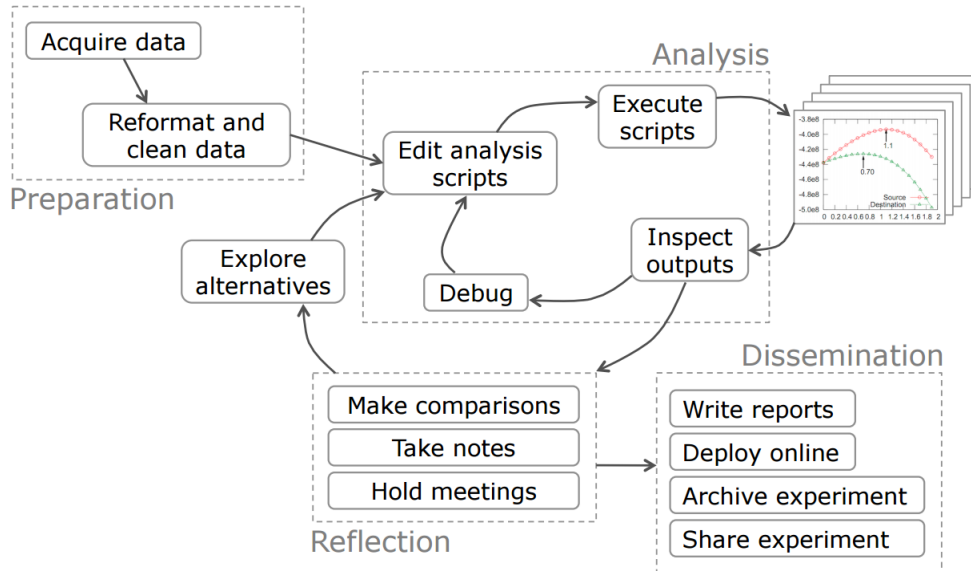 Acquire data
Reformat and
clean data
Preparation
Analysis
Edit analysis
scripts
Execute
scripts
-3.8e8
-4.0e8
-4.2e8
-4.4e8
-4.6e8
-4.8e8
-5.0e8
1.1
0.70
Source
Destination
0 0.2 0.4 0.6 0.8 1 1.2 1.4 1.6 1.8 2
Inspect
outputs
Debug
Explore
alternatives
Make comparisons
Take notes
Hold meetings
Reflection
Dissemination
Write reports
Deploy online
Archive experiment
Share experiment